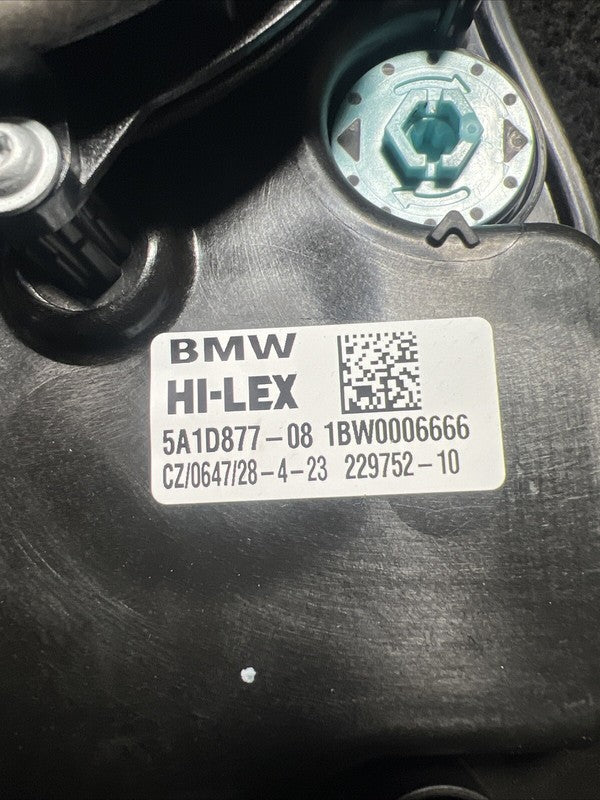 BMW
HI-LEX
5A1D877-08 1BW0006666
CZ/0647/28-4-23 229752-10